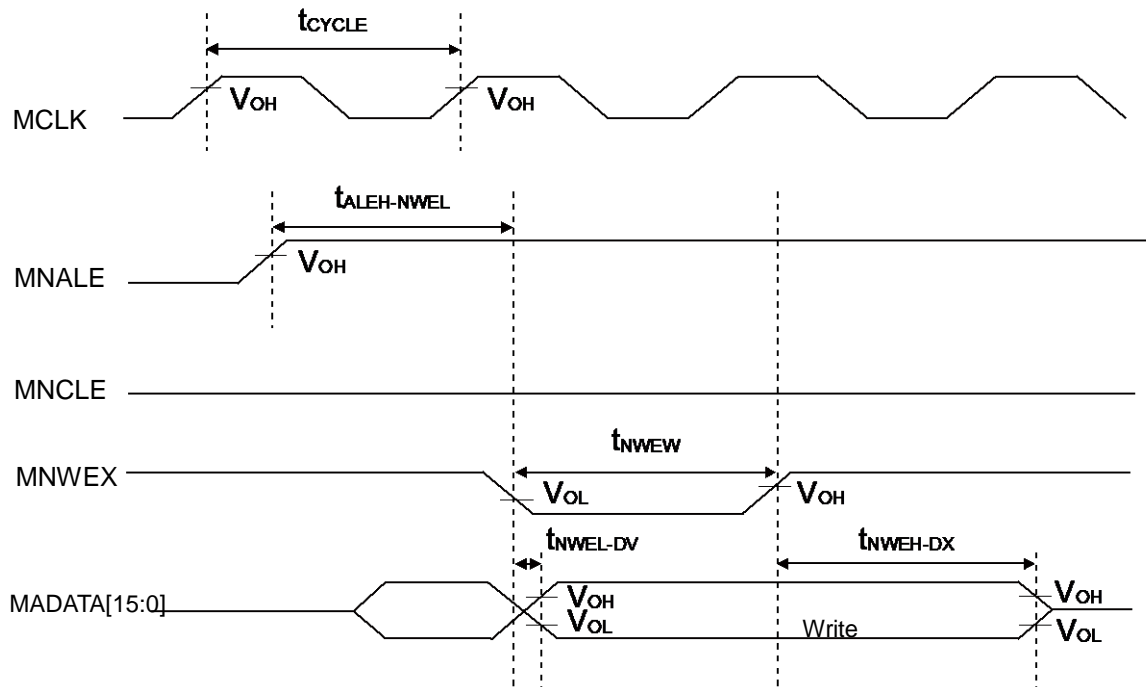 tCYCLE
MCLK
VOH
VOH
tALEH-NWEL
MNALE
VOH
MNCLE
tNWEW
MNWEX
VOL
VOH
tNWEL-DV
tNWEH-DX
MADATA[15:0]
VOH
VOH
VOL
Write
VOL